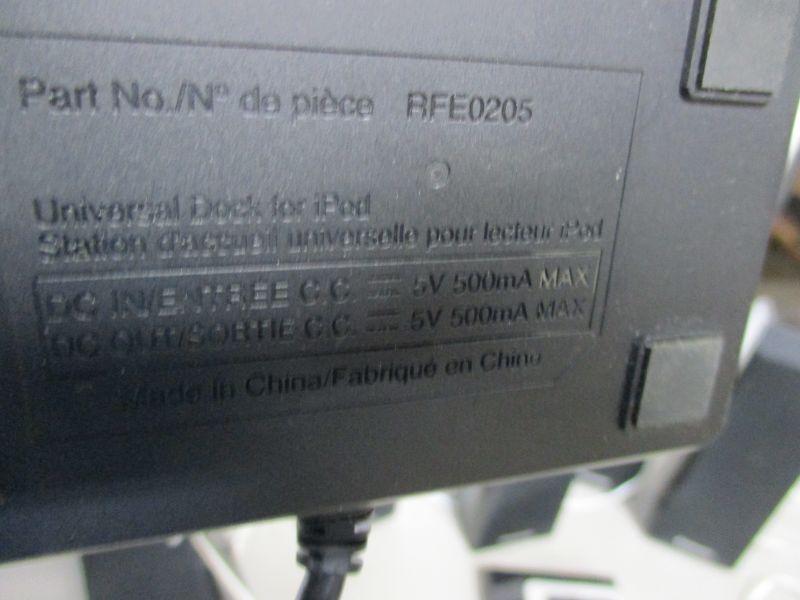 Part No./N° de pièce RFE0205
Universal Dock for iPod
Station d'accueil universelle pour lecteur iPod
DC IN/ENTRÉE C.C. ⎓ 5V 500mA MAX
DC OUT/SORTIE C.C. ⎓ 5V 500mA MAX
Made in China/Fabriqué en Chine